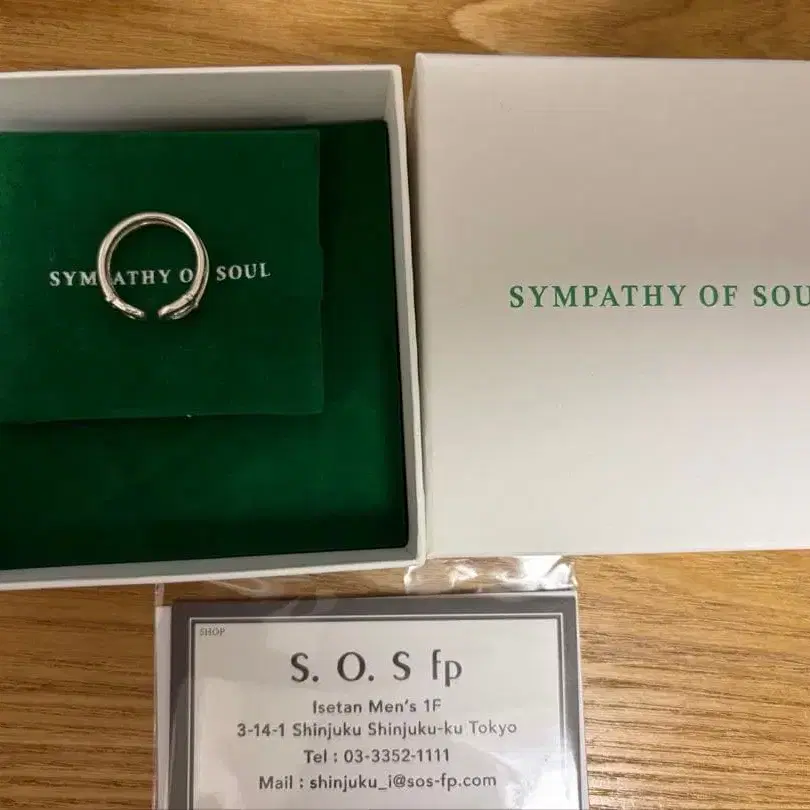 SYMPATHY OF SOUL
SYMPATHY OF SOU
SHOP
S. O. S fp
Isetan Men's 1F
3-14-1 Shinjuku Shinjuku-ku Tokyo
Tel : 03-3352-1111
Mail : shinjuku_i@sos-fp.com